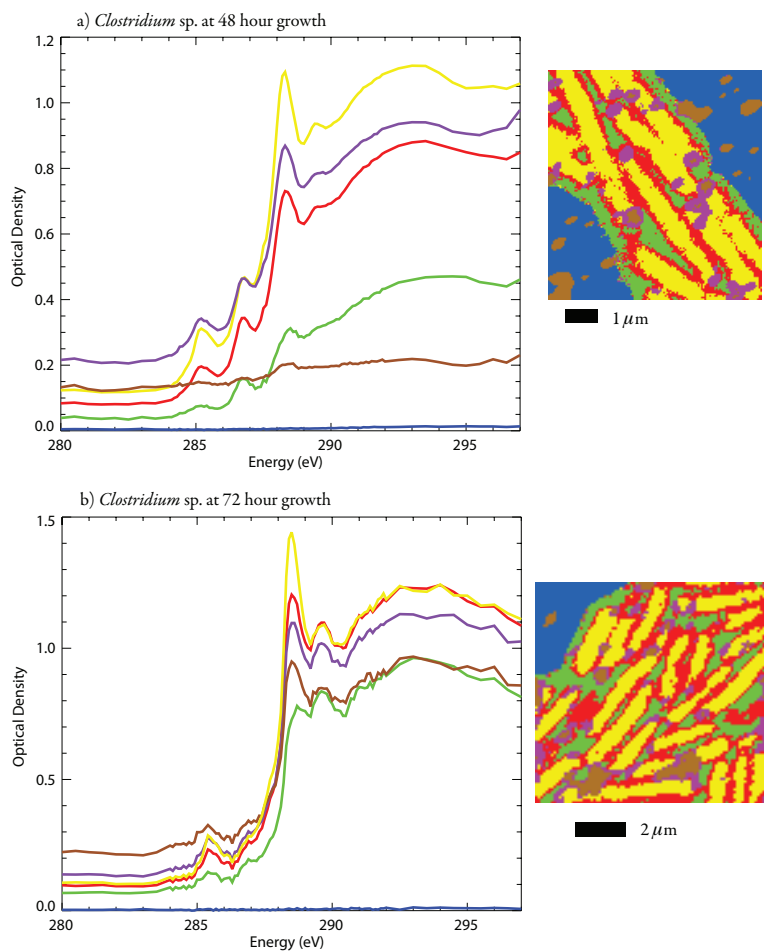 a) Clostridium sp. at 48 hour growth
1.2
1.0
0.8
0.6
0.4
0.2
0.0
Optical Density
280
285
290
295
Energy (eV)
1 μm
b) Clostridium sp. at 72 hour growth
1.5
1.0
0.5
0.0
Optical Density
280
285
290
295
Energy (eV)
2 μm